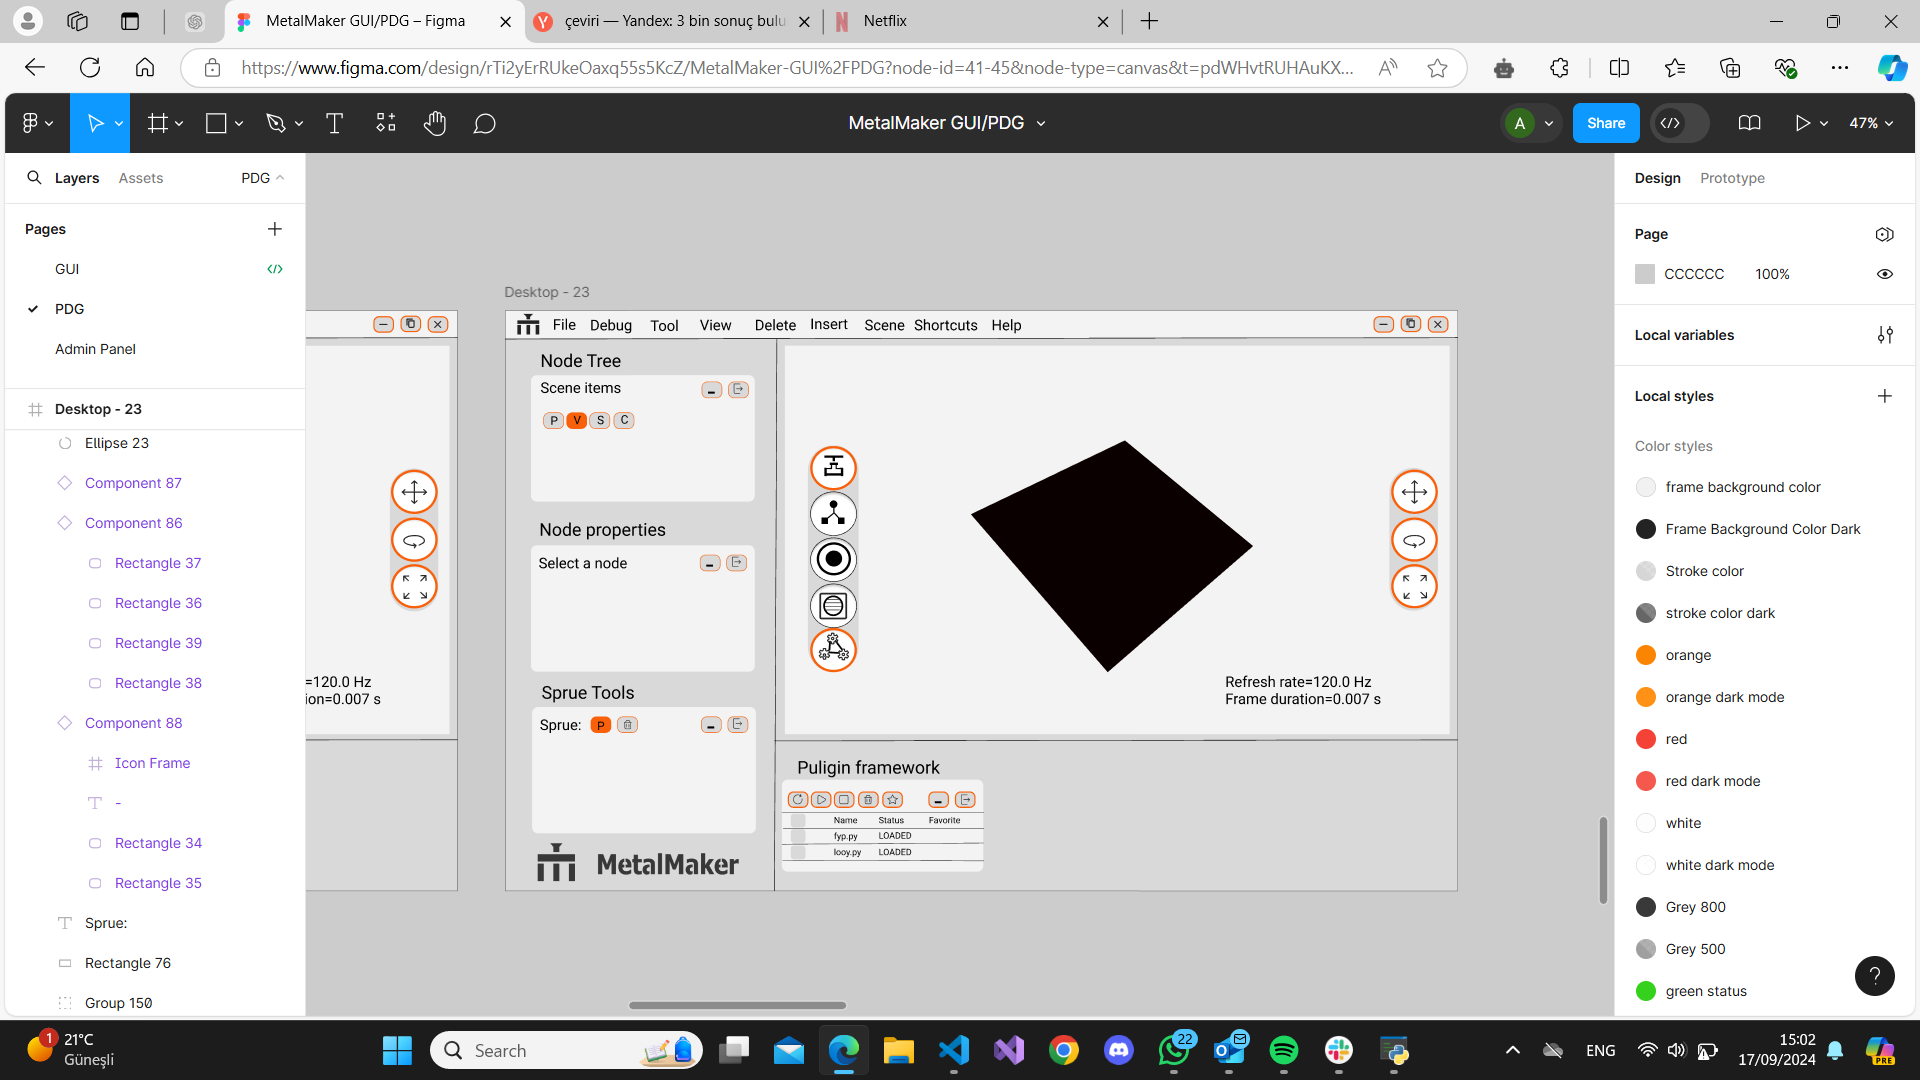 MetalMaker GUI/PDG – Figma
çeviri — Yandex: 3 bin sonuç bulu
Netflix
https://www.figma.com/design/rTi2yErRUkeOaxq55s5KcZ/MetalMaker-GUI%2FPDG?node-id=41-45&node-type=canvas&t=pdWHvtRUHAuKX...
MetalMaker GUI/PDG
A
Share
47%
Layers
Assets
PDG
Pages
GUI
PDG
Admin Panel
Desktop - 23
Ellipse 23
Component 87
Component 86
Rectangle 37
Rectangle 36
Rectangle 39
Rectangle 38
Component 88
Icon Frame
-
Rectangle 34
Rectangle 35
Sprue:
Rectangle 76
Group 150
=120.0 Hz
ion=0.007 s
Desktop - 23
File Debug Tool View Delete Insert Scene Shortcuts Help
Node Tree
Scene items
P V S C
Node properties
Select a node
Sprue Tools
Sprue: P
MetalMaker
Refresh rate=120.0 Hz
Frame duration=0.007 s
Puligin framework
Name Status Favorite
fyp.py LOADED
looy.py LOADED
Design
Prototype
Page
CCCCCC 100%
Local variables
Local styles
Color styles
frame background color
Frame Background Color Dark
Stroke color
stroke color dark
orange
orange dark mode
red
red dark mode
white
white dark mode
Grey 800
Grey 500
green status
?
1
21°C
Güneşli
Search
22
ENG
15:02
17/09/2024
PRE